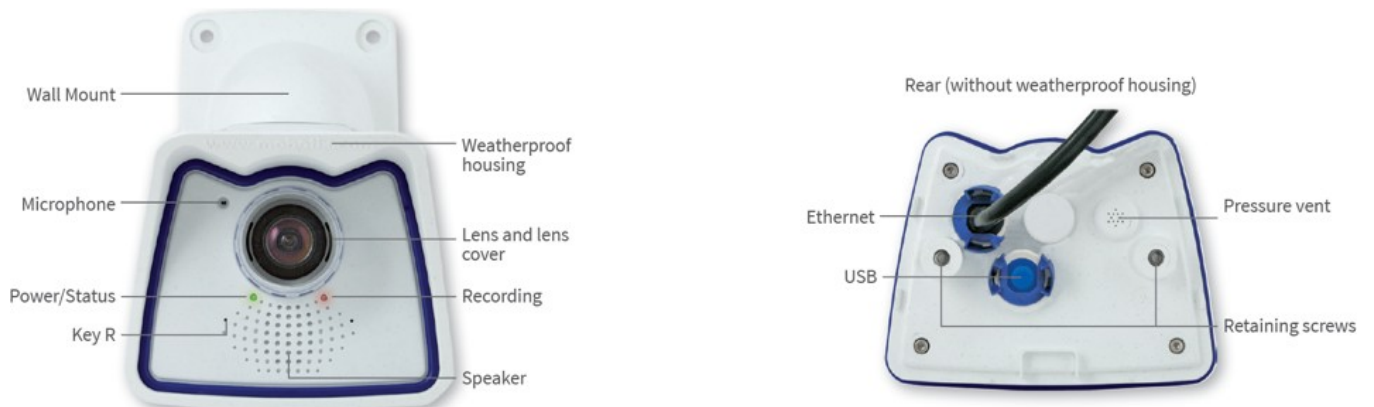 Wall Mount
Weatherproof
housing
Microphone
Lens and lens
cover
Power/Status
Recording
Key R
Speaker
Rear (without weatherproof housing)
Ethernet
Pressure vent
USB
Retaining screws